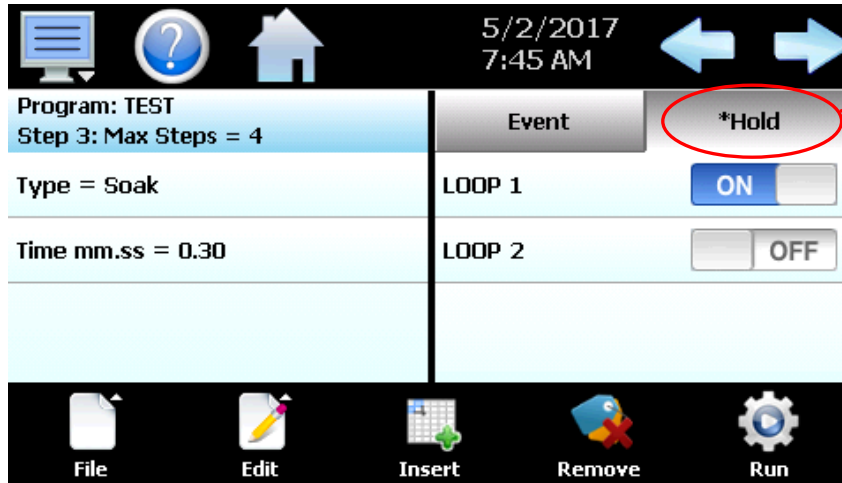 ?
5/2/2017
7:45 AM
Program: TEST
Step 3: Max Steps = 4
Event
*Hold
Type = Soak
LOOP 1
ON
Time mm.ss = 0.30
LOOP 2
OFF
File
Edit
Insert
Remove
Run